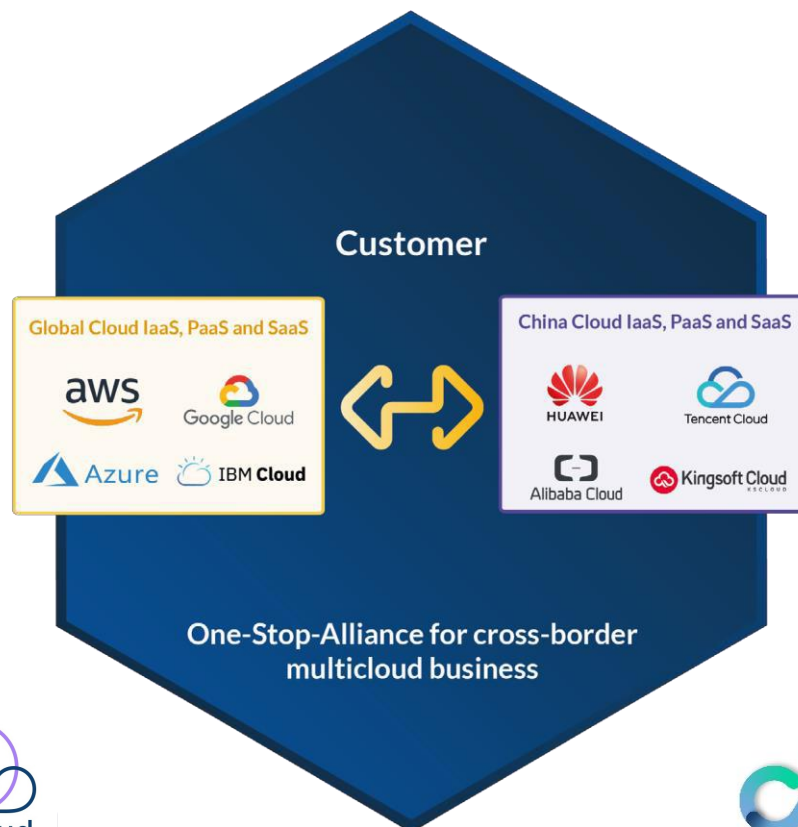 Customer
Global Cloud IaaS, PaaS and SaaS
aws
Google Cloud
Azure
IBM Cloud
China Cloud IaaS, PaaS and SaaS
HUAWEI
Tencent Cloud
Alibaba Cloud
Kingsoft Cloud
KSCLOUD
One-Stop-Alliance for cross-border
multicloud business